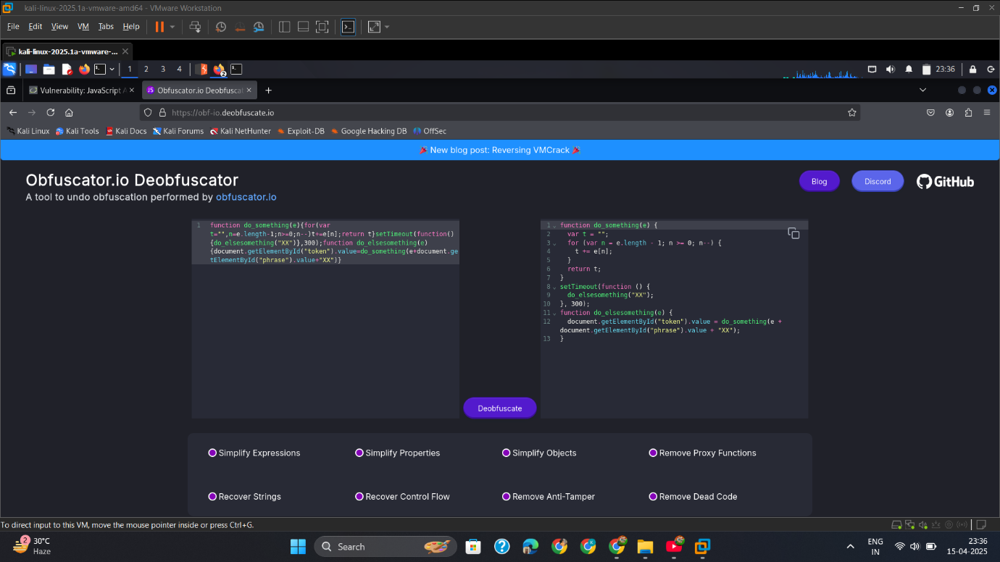 kali-linux-2025.1a-vmware-amd64 - VMware Workstation
File Edit View VM Tabs Help
kali-linux-2025.1a-vmware-...
1 2 3 4 2 23:36
Vulnerability: JavaScript A JS Obfuscator.io Deobfuscat
https://obf-io.deobfuscate.io
Kali Linux Kali Tools Kali Docs Kali Forums Kali NetHunter Exploit-DB Google Hacking DB OffSec
New blog post: Reversing VMCrack
Obfuscator.io Deobfuscator
A tool to undo obfuscation performed by obfuscator.io
Blog Discord GitHub
1 function do_something(e){for(var
t="",n=e.length-1;n>=0;n--)t+=e[n];return t}setTimeout(function()
{do_elsesomething("XX")},300);function do_elsesomething(e)
{document.getElementById("token").value=do_something(e+document.ge
tElementById("phrase").value+"XX")}
1 function do_something(e) {
2 var t = "";
3 for (var n = e.length - 1; n >= 0; n--) {
4 t += e[n];
5 }
6 return t;
7 }
8 setTimeout(function () {
9 do_elsesomething("XX");
10 }, 300);
11 function do_elsesomething(e) {
12 document.getElementById("token").value = do_something(e +
document.getElementById("phrase").value + "XX");
13 }
Deobfuscate
Simplify Expressions Simplify Properties Simplify Objects Remove Proxy Functions
Recover Strings Recover Control Flow Remove Anti-Tamper Remove Dead Code
To direct input to this VM, move the mouse pointer inside or press Ctrl+G.
2 30°C
Haze
Search
ENG
IN
23:36
15-04-2025